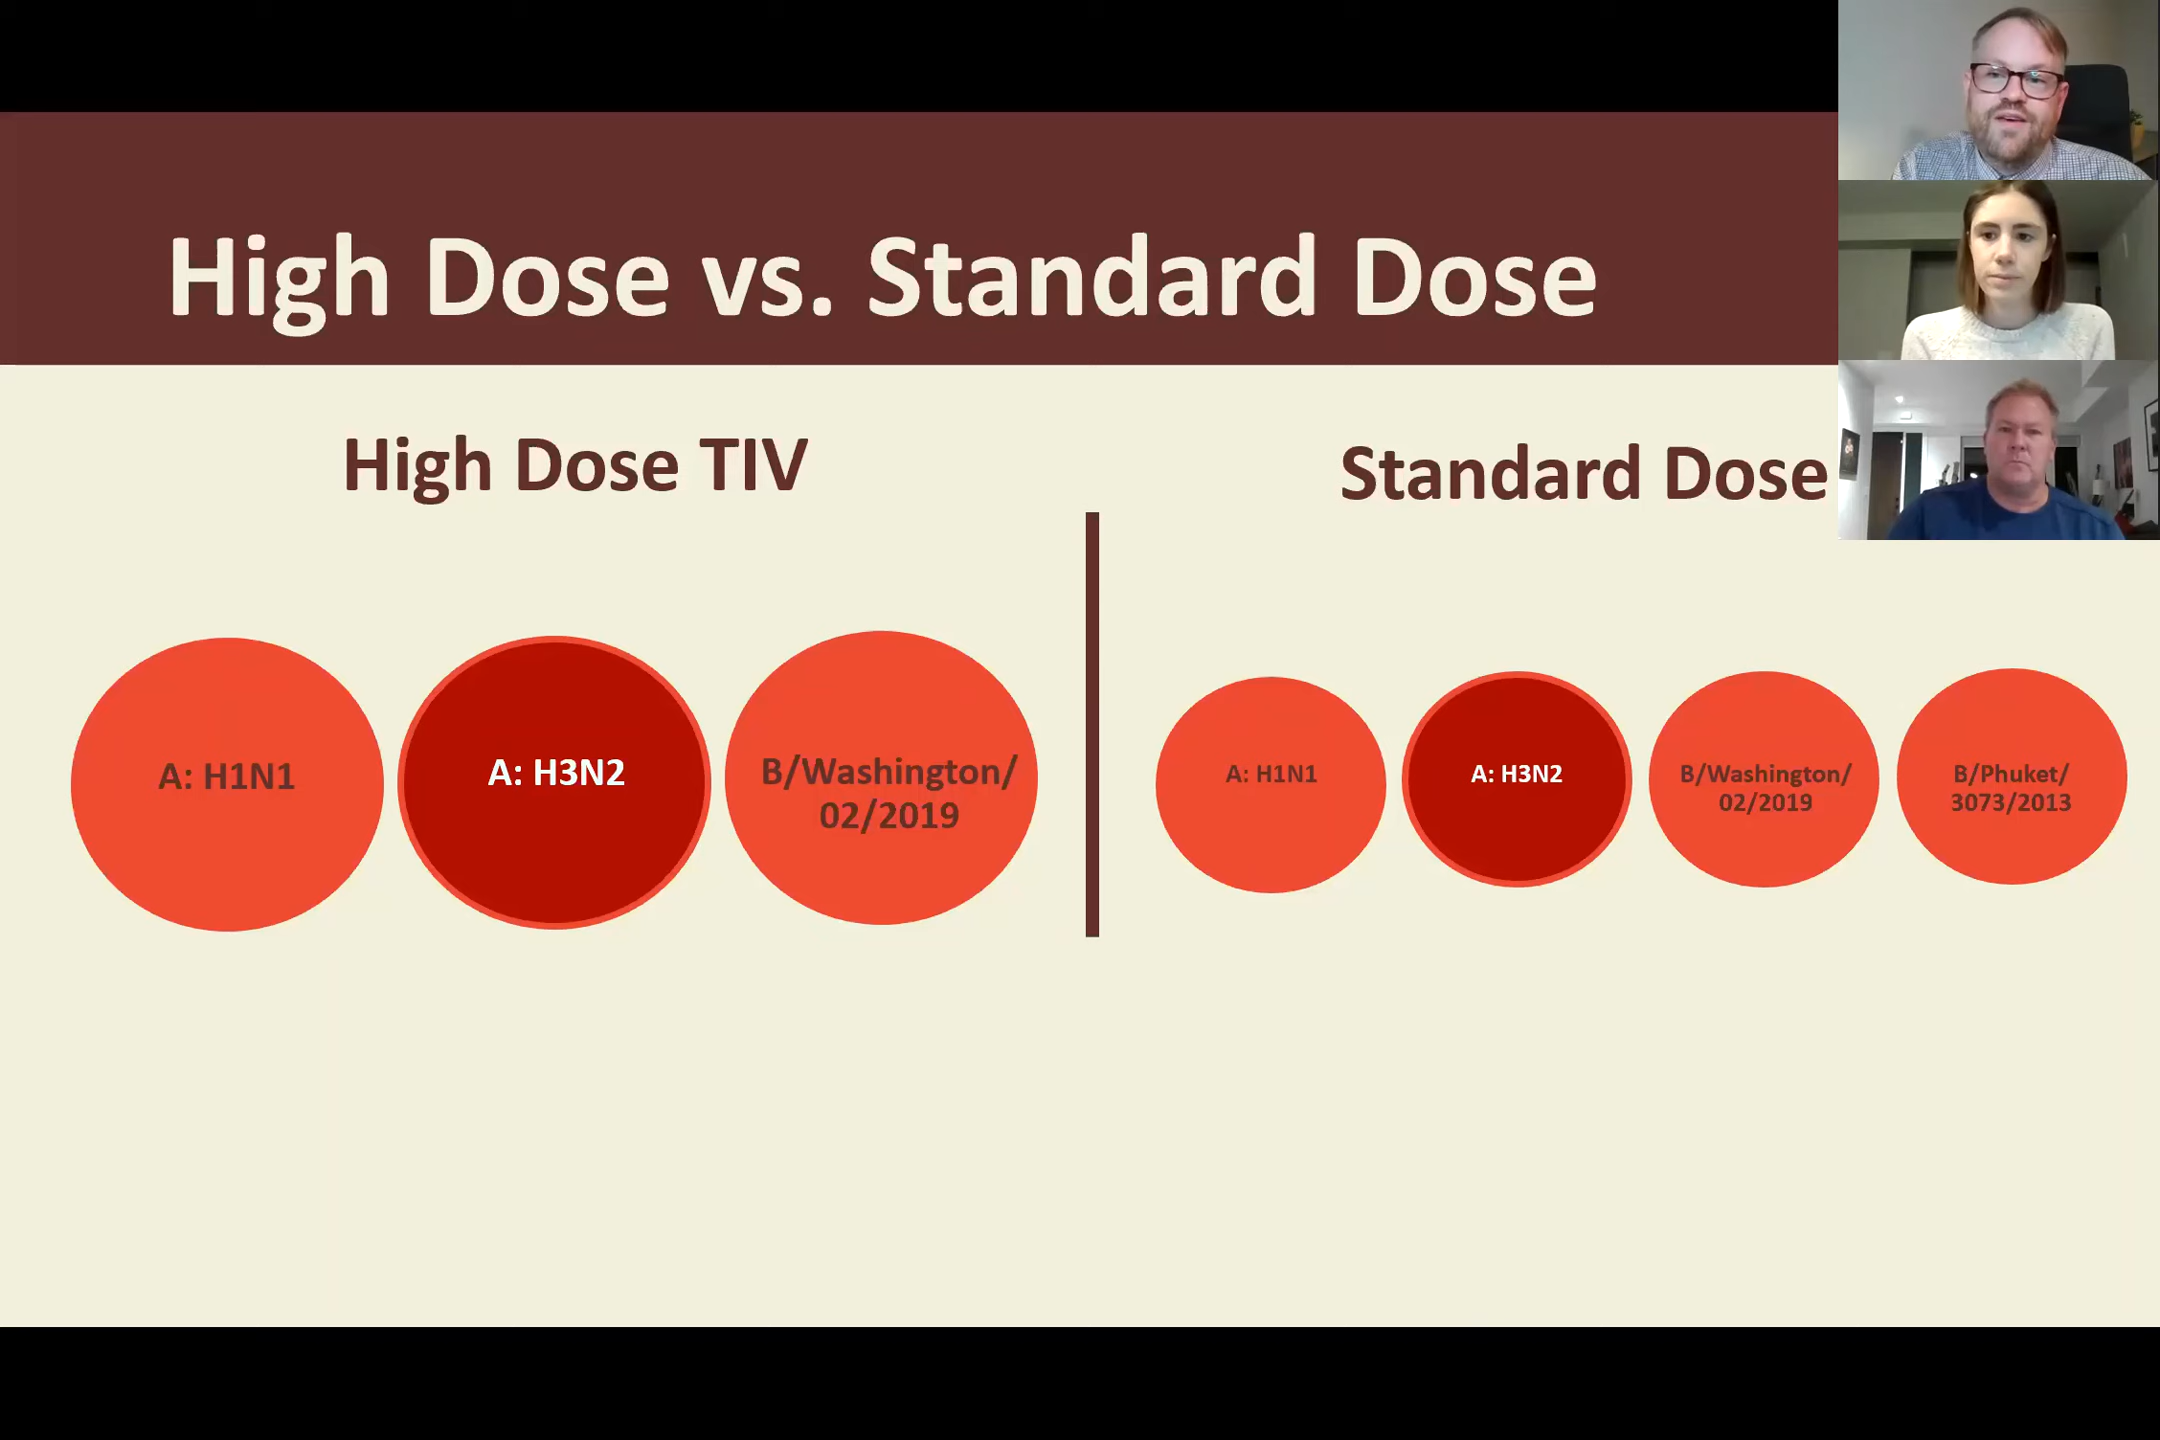 High Dose vs. Standard Dose
High Dose TIV
Standard Dose
A: H1N1
A: H3N2
B/Washington/
02/2019
A: H1N1
A: H3N2
B/Washington/
02/2019
B/Phuket/
3073/2013